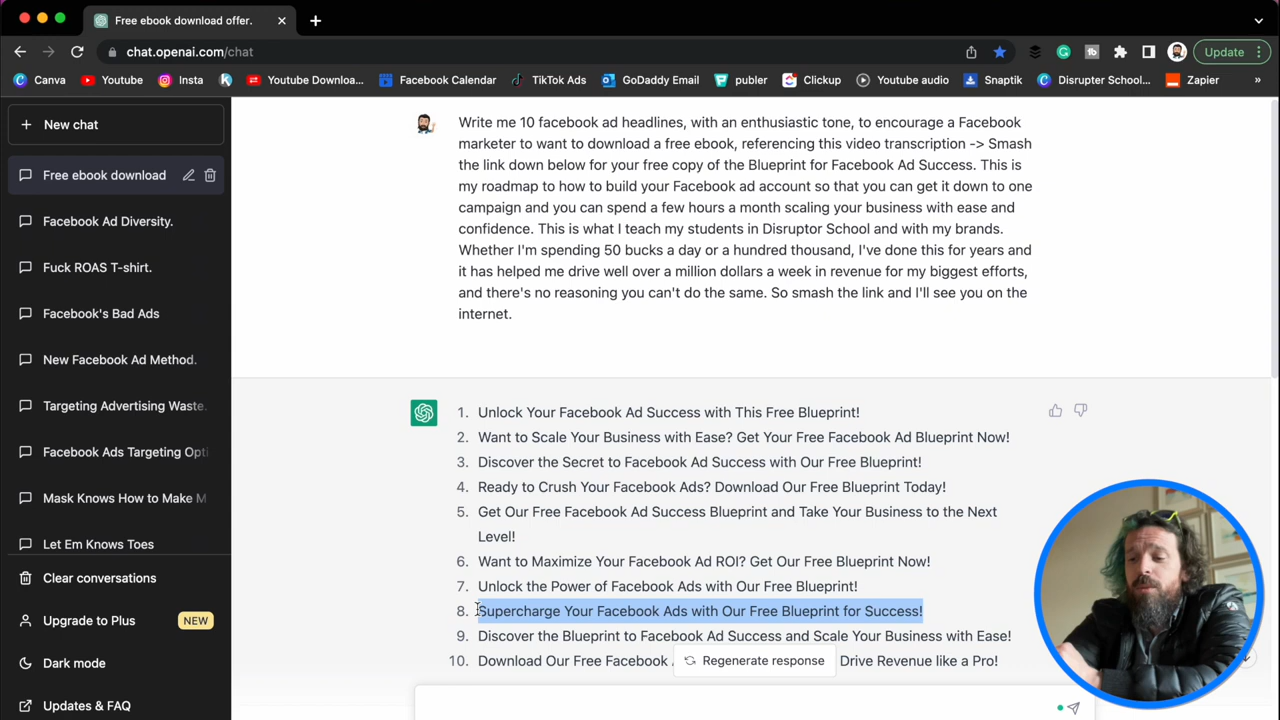 Free ebook download offer.
chat.openai.com/chat
Update
Canva
Youtube
Insta
Youtube Downloa...
Facebook Calendar
TikTok Ads
GoDaddy Email
publer
Clickup
Youtube audio
Snaptik
Disrupter School...
Zapier
»
New chat
Free ebook download
Facebook Ad Diversity.
Fuck ROAS T-shirt.
Facebook's Bad Ads
New Facebook Ad Method.
Targeting Advertising Waste.
Facebook Ads Targeting Opti
Mask Knows How to Make M
Let Em Knows Toes
Clear conversations
Upgrade to Plus NEW
Dark mode
Updates & FAQ
Write me 10 facebook ad headlines, with an enthusiastic tone, to encourage a Facebook
marketer to want to download a free ebook, referencing this video transcription -> Smash
the link down below for your free copy of the Blueprint for Facebook Ad Success. This is
my roadmap to how to build your Facebook ad account so that you can get it down to one
campaign and you can spend a few hours a month scaling your business with ease and
confidence. This is what I teach my students in Disruptor School and with my brands.
Whether I'm spending 50 bucks a day or a hundred thousand, I've done this for years and
it has helped me drive well over a million dollars a week in revenue for my biggest efforts,
and there's no reasoning you can't do the same. So smash the link and I'll see you on the
internet.
1. Unlock Your Facebook Ad Success with This Free Blueprint!
2. Want to Scale Your Business with Ease? Get Your Free Facebook Ad Blueprint Now!
3. Discover the Secret to Facebook Ad Success with Our Free Blueprint!
4. Ready to Crush Your Facebook Ads? Download Our Free Blueprint Today!
5. Get Our Free Facebook Ad Success Blueprint and Take Your Business to the Next
Level!
6. Want to Maximize Your Facebook Ad ROI? Get Our Free Blueprint Now!
7. Unlock the Power of Facebook Ads with Our Free Blueprint!
8. Supercharge Your Facebook Ads with Our Free Blueprint for Success!
9. Discover the Blueprint to Facebook Ad Success and Scale Your Business with Ease!
10. Download Our Free Facebook Drive Revenue like a Pro!
Regenerate response